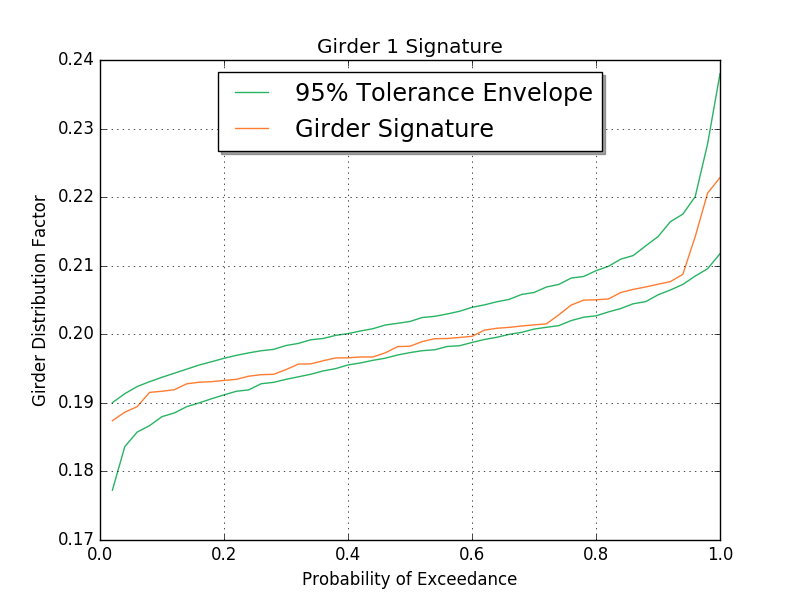 Girder 1 Signature
95% Tolerance Envelope
Girder Signature
Girder Distribution Factor
0.24
0.23
0.22
0.21
0.20
0.19
0.18
0.17
0.0 0.2 0.4 0.6 0.8 1.0
Probability of Exceedance